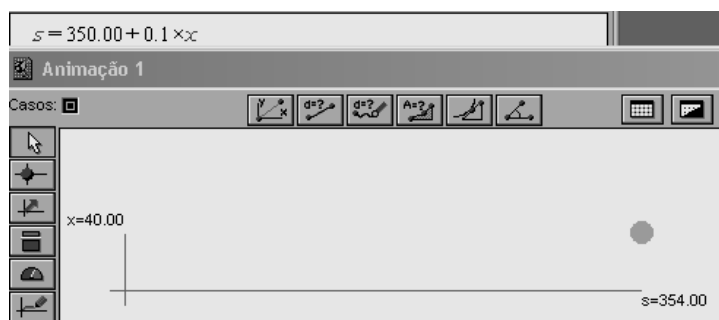 s = 350.00 + 0.1 × x
Animação 1
Casos:
y x d=? d=? A=?
x=40.00
s=354.00